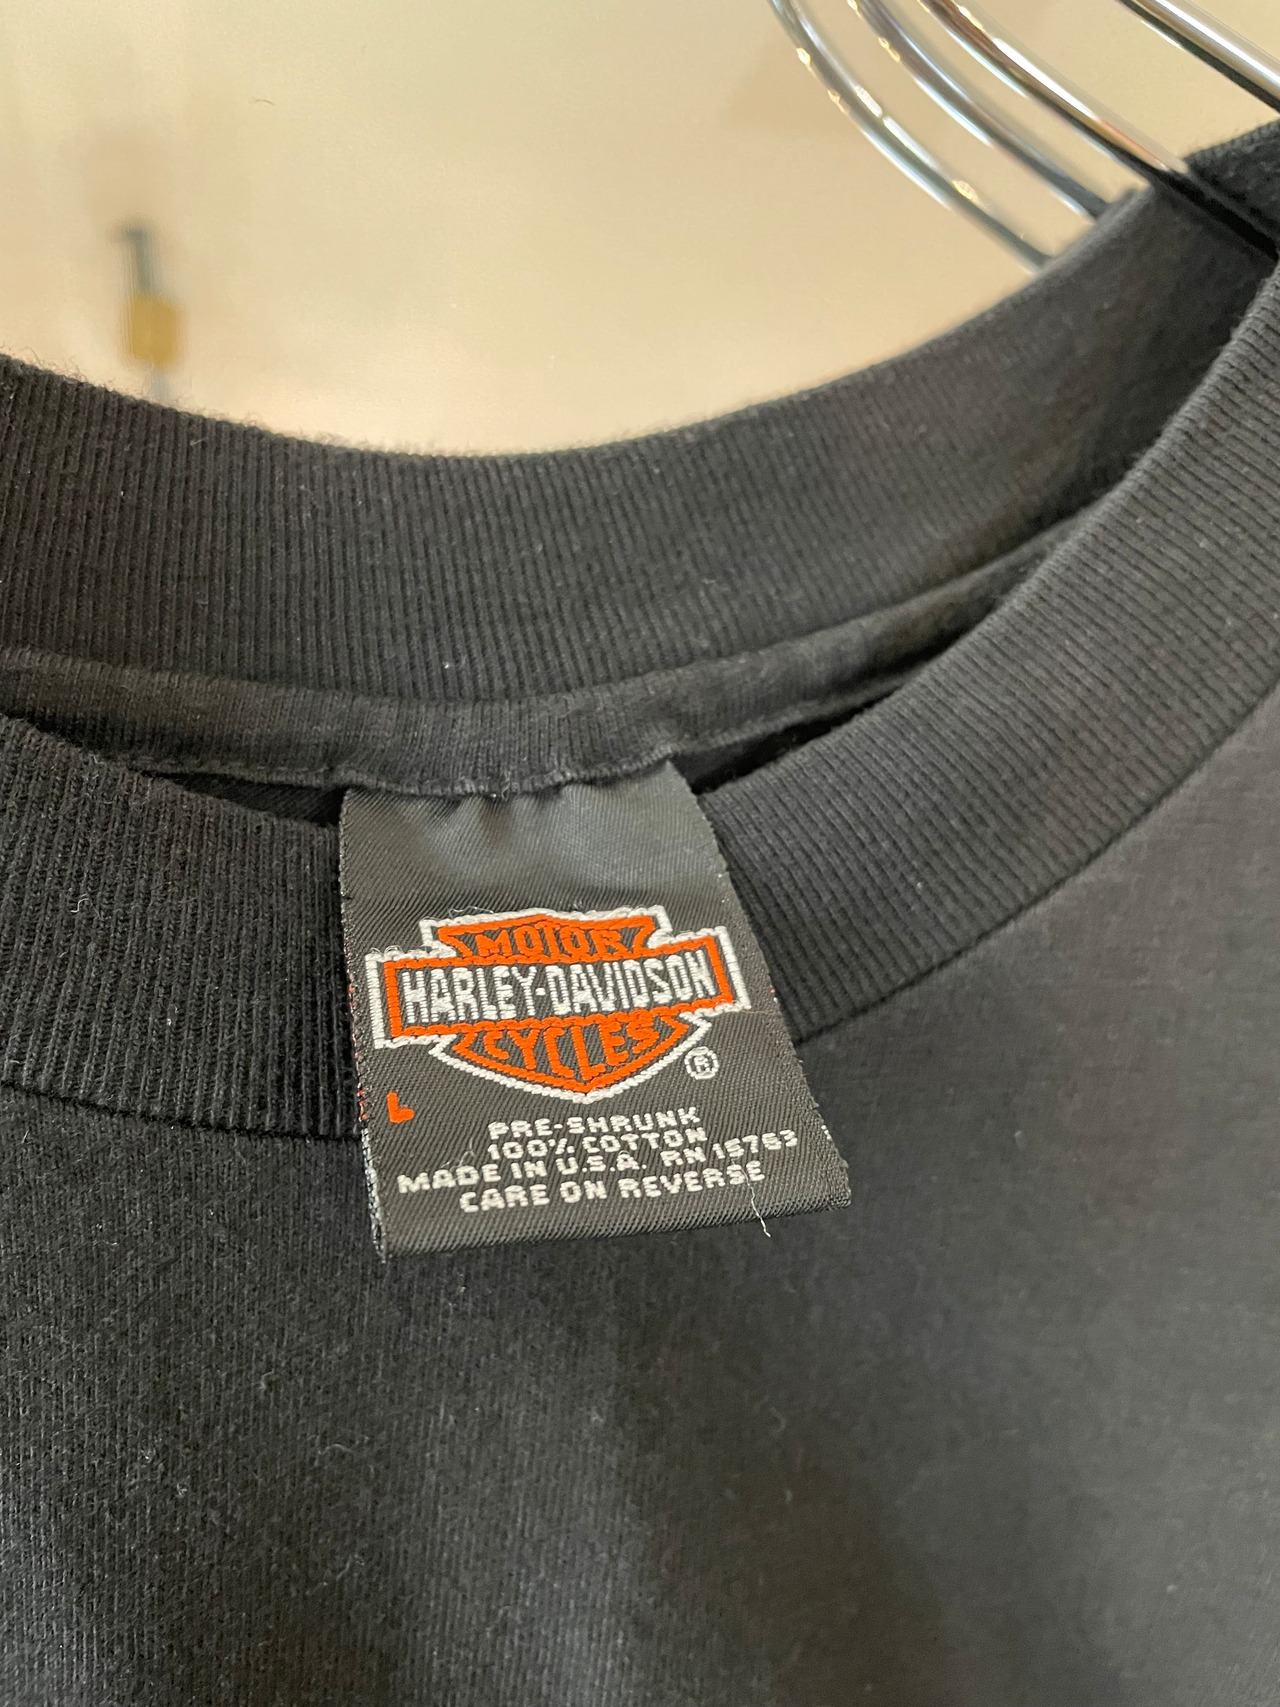 MOTOR
HARLEY-DAVIDSON
CYCLES
®
L
PRE-SHRUNK
100% COTTON
MADE IN U.S.A. RN 15763
CARE ON REVERSE